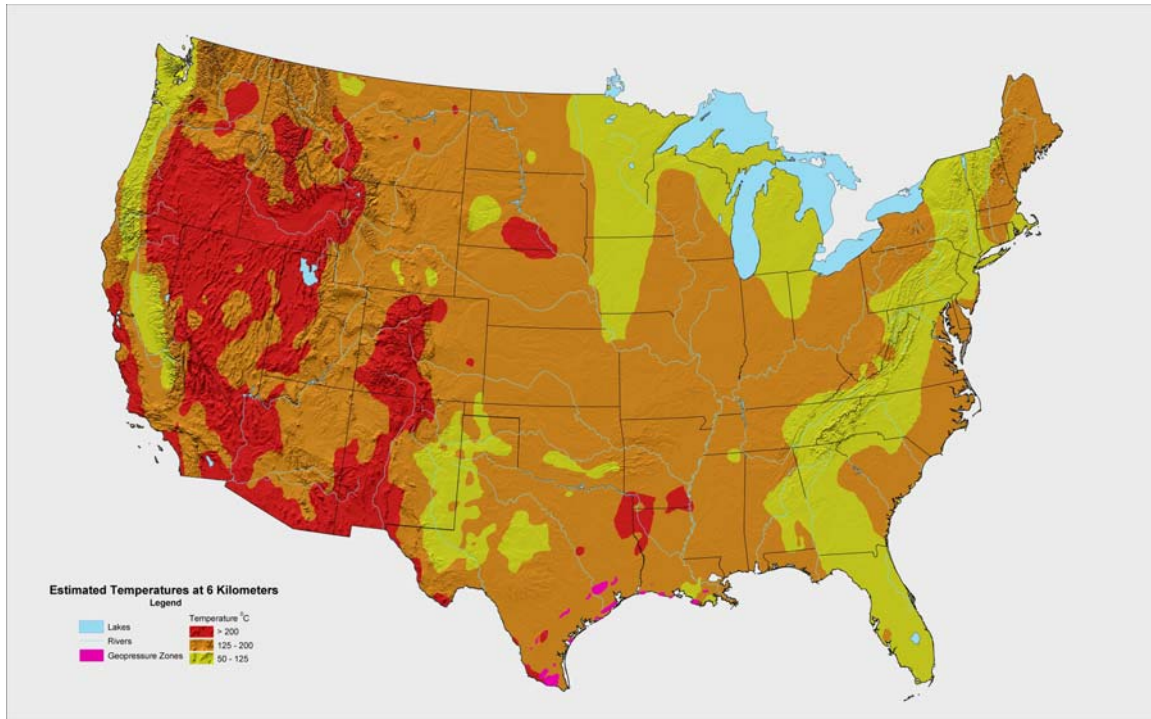 Estimated Temperatures at 6 Kilometers
Legend
Lakes
Rivers
Geopressure Zones
Temperature °C
> 200
125 - 200
50 - 125